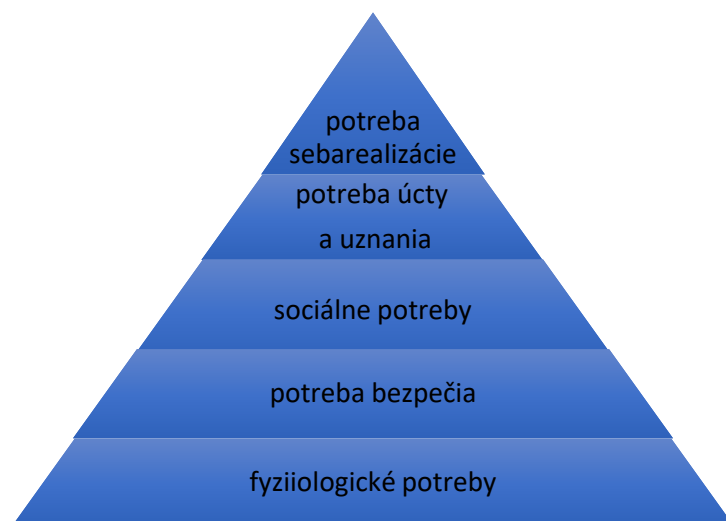 potreba
sebarealizácie
potreba úcty
a uznania
sociálne potreby
potreba bezpečia
fyziiologické potreby